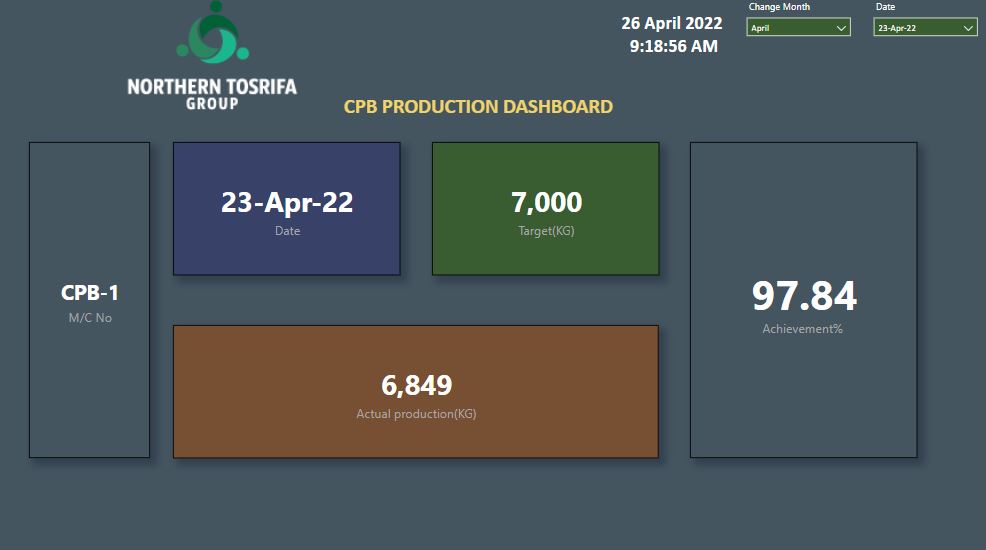 NORTHERN TOSRIFA
GROUP
26 April 2022
9:18:56 AM
Change Month
April
Date
23-Apr-22
CPB PRODUCTION DASHBOARD
CPB-1
M/C No
23-Apr-22
Date
7,000
Target(KG)
6,849
Actual production(KG)
97.84
Achievement%